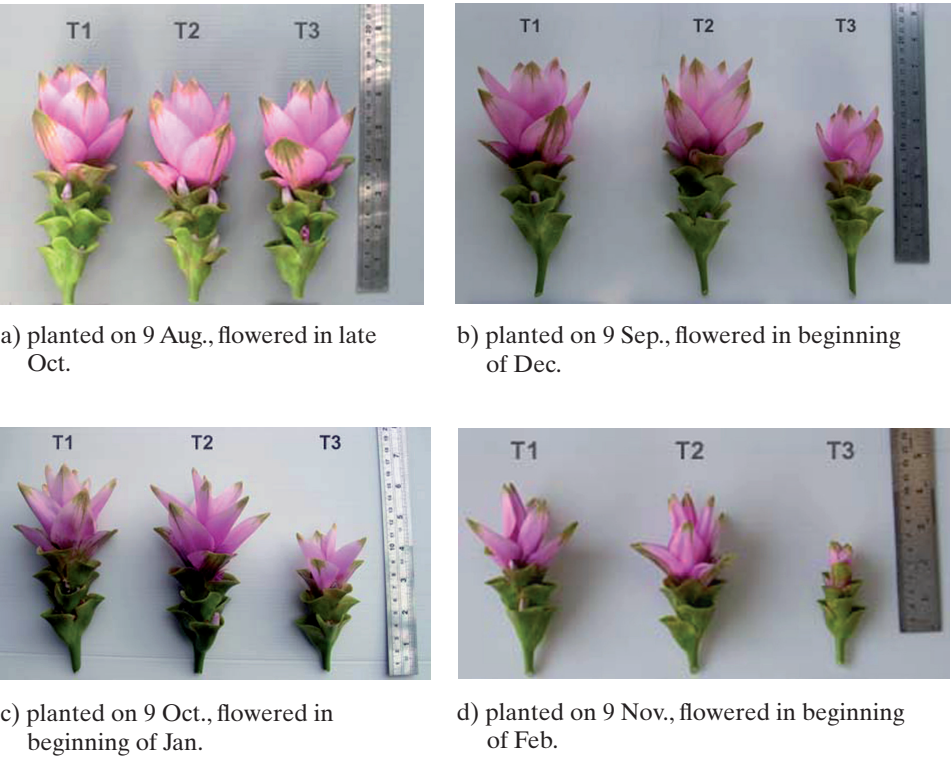 T1 T2 T3
a) planted on 9 Aug., flowered in late
Oct.
T1 T2 T3
b) planted on 9 Sep., flowered in beginning
of Dec.
T1 T2 T3
c) planted on 9 Oct., flowered in
beginning of Jan.
T1 T2 T3
d) planted on 9 Nov., flowered in beginning
of Feb.